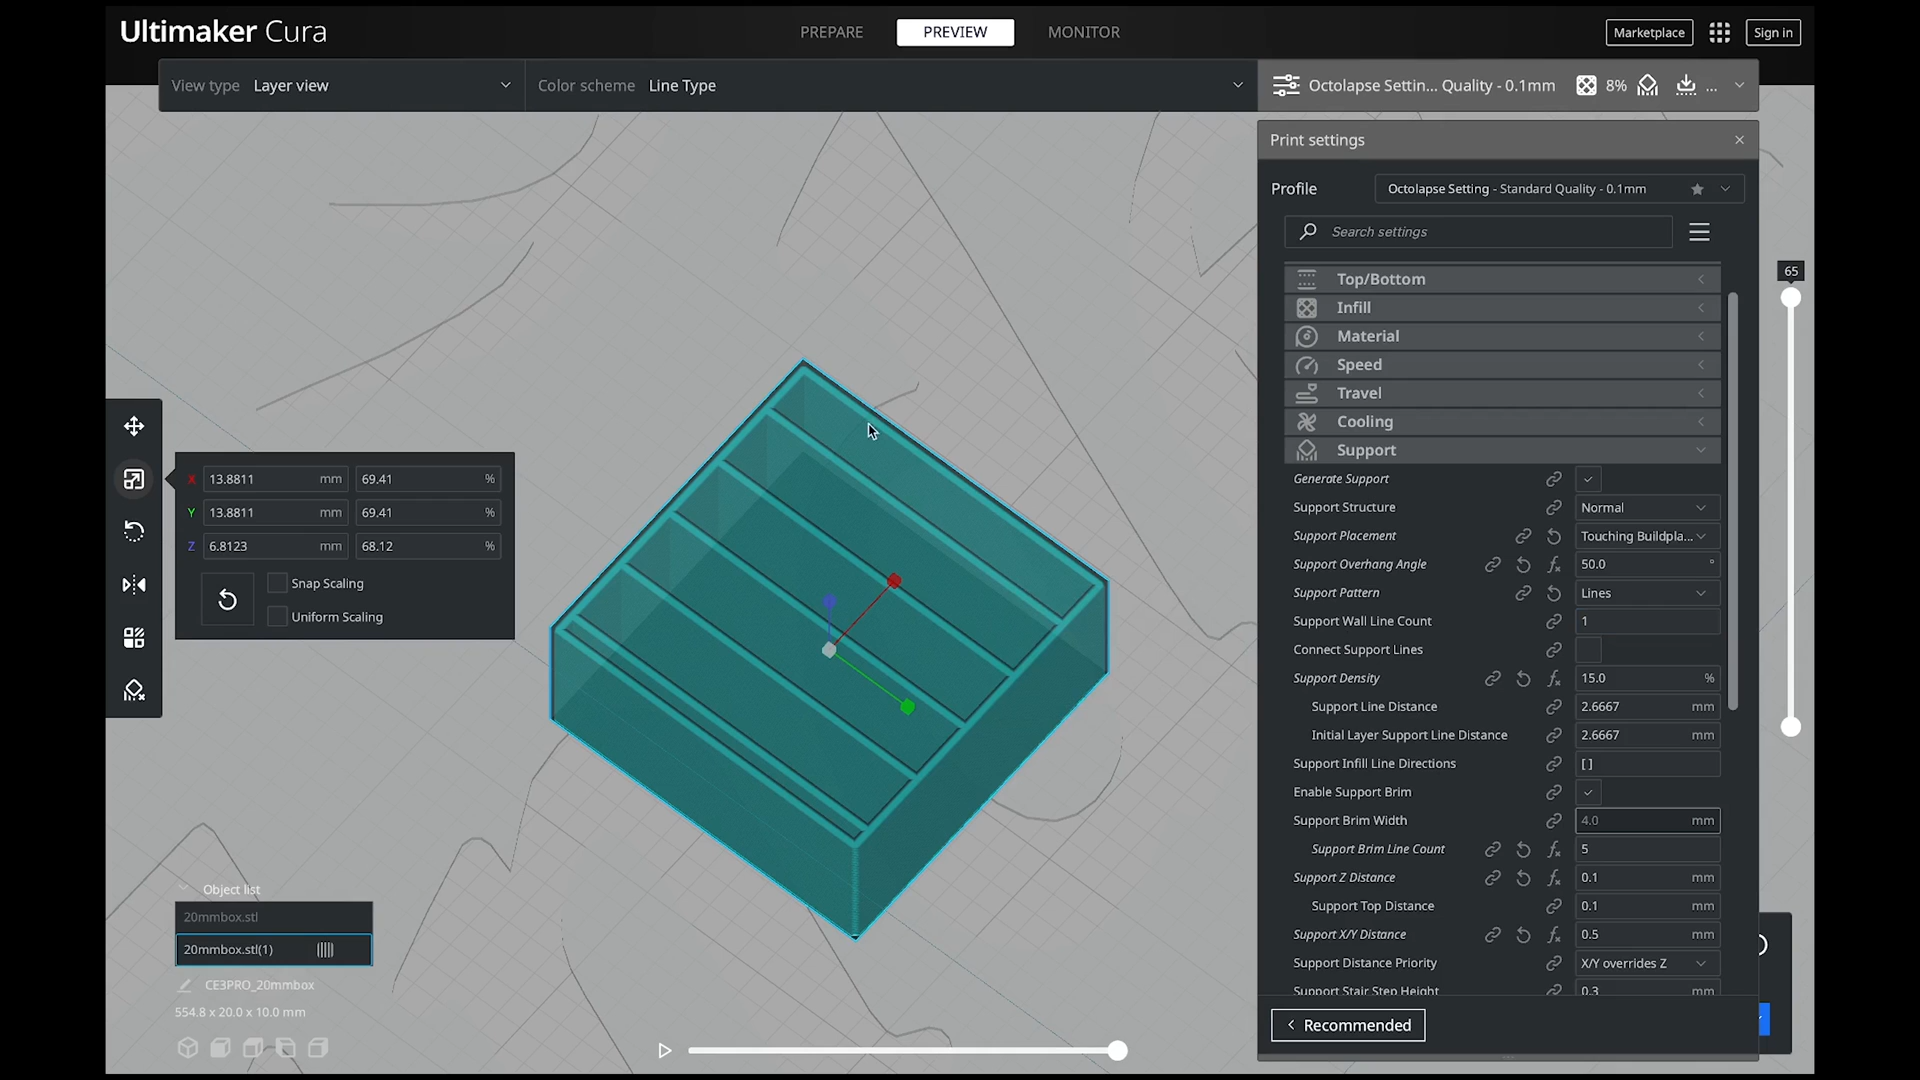 Ultimaker Cura
PREPARE
PREVIEW
MONITOR
Marketplace
Sign in
View type Layer view
Color scheme Line Type
Octolapse Settin... Quality - 0.1mm
8%
...
Print settings
Profile
Octolapse Setting - Standard Quality - 0.1mm
Search settings
65
Top/Bottom
Infill
Material
Speed
Travel
Cooling
Support
Generate Support
Support Structure Normal
Support Placement Touching Buildpla...
Support Overhang Angle 50.0 °
Support Pattern Lines
Support Wall Line Count 1
Connect Support Lines
Support Density 15.0 %
Support Line Distance 2.6667 mm
Initial Layer Support Line Distance 2.6667 mm
Support Infill Line Directions []
Enable Support Brim
Support Brim Width 4.0 mm
Support Brim Line Count 5
Support Z Distance 0.1 mm
Support Top Distance 0.1 mm
Support X/Y Distance 0.5 mm
Support Distance Priority X/Y overrides Z
Support Stair Step Height 0.3 mm
Recommended
X 13.8811 mm 69.41 %
Y 13.8811 mm 69.41 %
Z 6.8123 mm 68.12 %
Snap Scaling
Uniform Scaling
Object list
20mmbox.stl
20mmbox.stl(1)
CE3PRO_20mmbox
554.8 x 20.0 x 10.0 mm